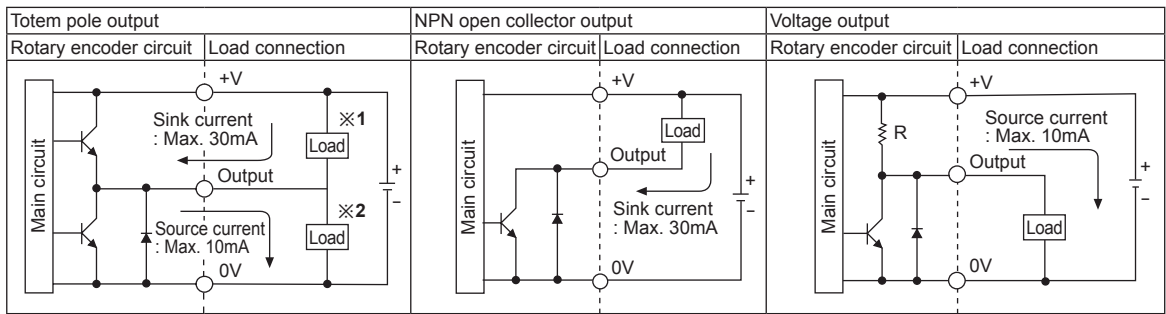 Totem pole output
Rotary encoder circuit Load connection
Main circuit
+V
Sink current
: Max. 30mA
※1
Load
Output
+
−
※2
Source current
: Max. 10mA
Load
0V
NPN open collector output
Rotary encoder circuit Load connection
Main circuit
+V
Load
Output
+
−
Sink current
: Max. 30mA
0V
Voltage output
Rotary encoder circuit Load connection
Main circuit
+V
R
Source current
: Max. 10mA
Output
+
−
Load
0V